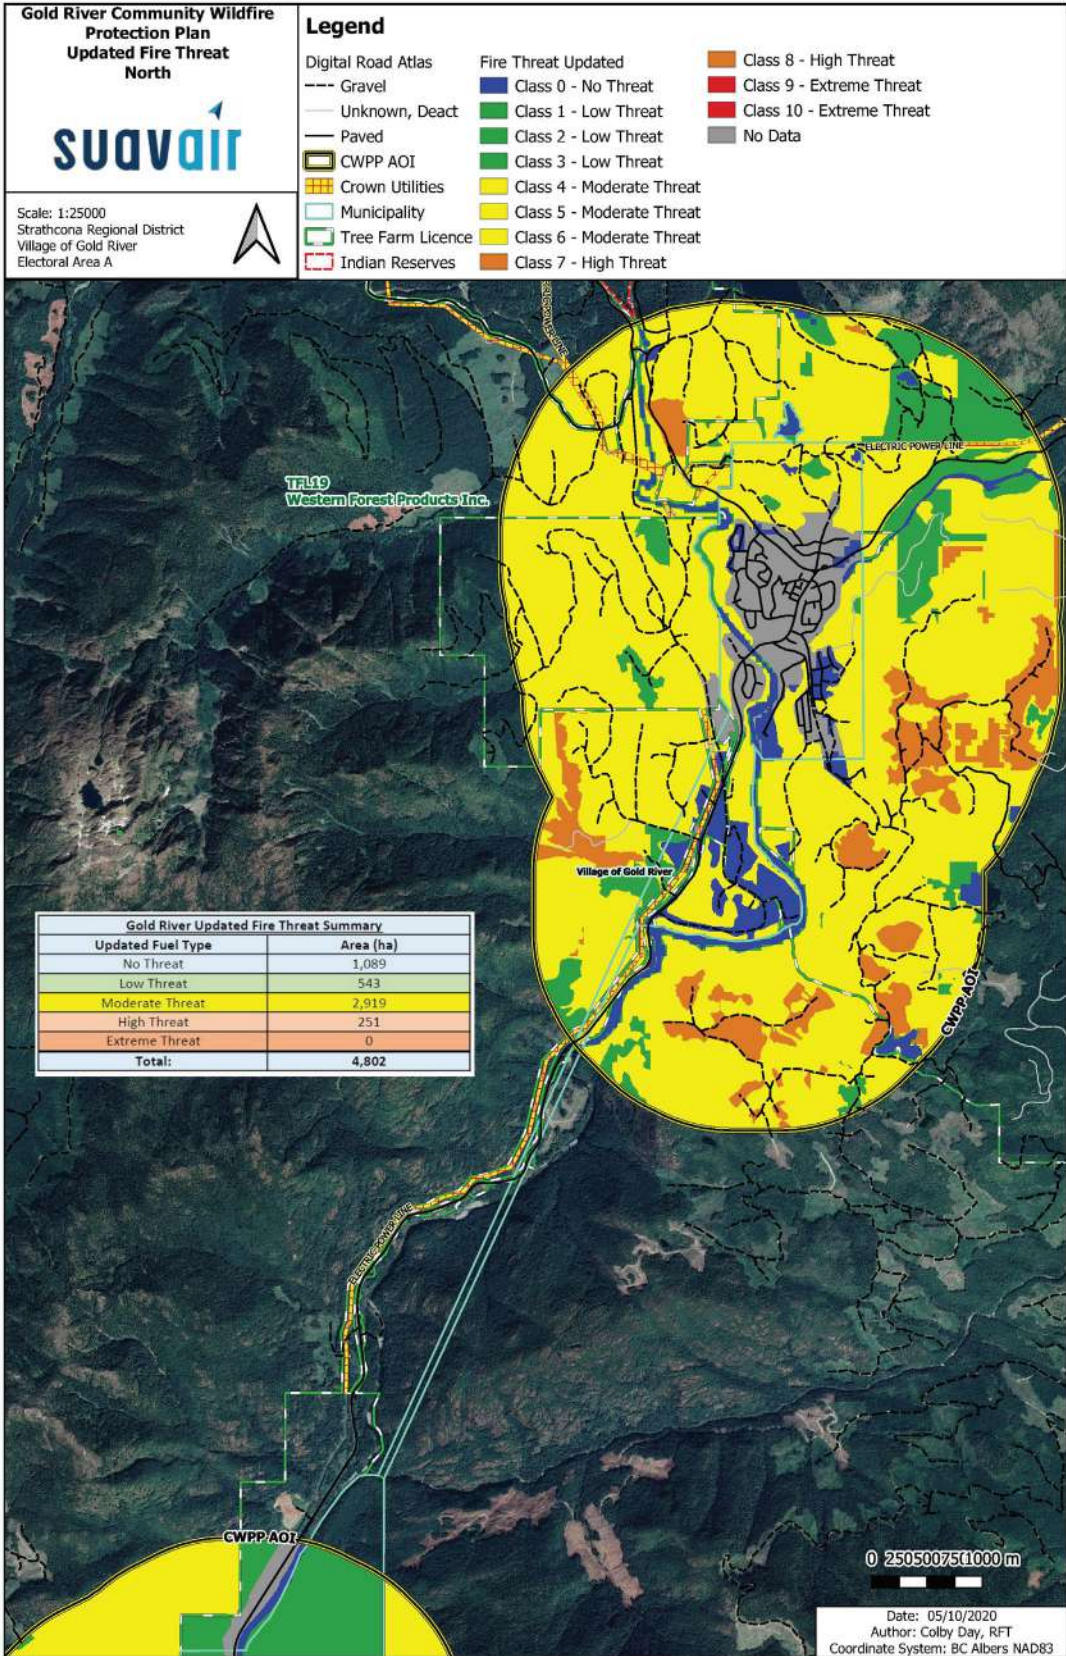 Gold River Community Wildfire
Protection Plan
Updated Fire Threat
North
suavair
Scale: 1:25000
Strathcona Regional District
Village of Gold River
Electoral Area A
Legend
Digital Road Atlas
Gravel
Unknown, Deact
Paved
CWPP AOI
Crown Utilities
Municipality
Tree Farm Licence
Indian Reserves
Fire Threat Updated
Class 0 - No Threat
Class 1 - Low Threat
Class 2 - Low Threat
Class 3 - Low Threat
Class 4 - Moderate Threat
Class 5 - Moderate Threat
Class 6 - Moderate Threat
Class 7 - High Threat
Class 8 - High Threat
Class 9 - Extreme Threat
Class 10 - Extreme Threat
No Data
POWER LINE
ELECTRIC POWER LINE
TFL19
Western Forest Products Inc.
Village of Gold River
Gold River Updated Fire Threat Summary
Updated Fuel Type Area (ha)
No Threat 1,089
Low Threat 543
Moderate Threat 2,919
High Threat 251
Extreme Threat 0
Total: 4,802
CWPP AOI
ELECTRIC POWER LINE
CWPP AOI
0 2505007501000 m
Date: 05/10/2020
Author: Colby Day, RFT
Coordinate System: BC Albers NAD83